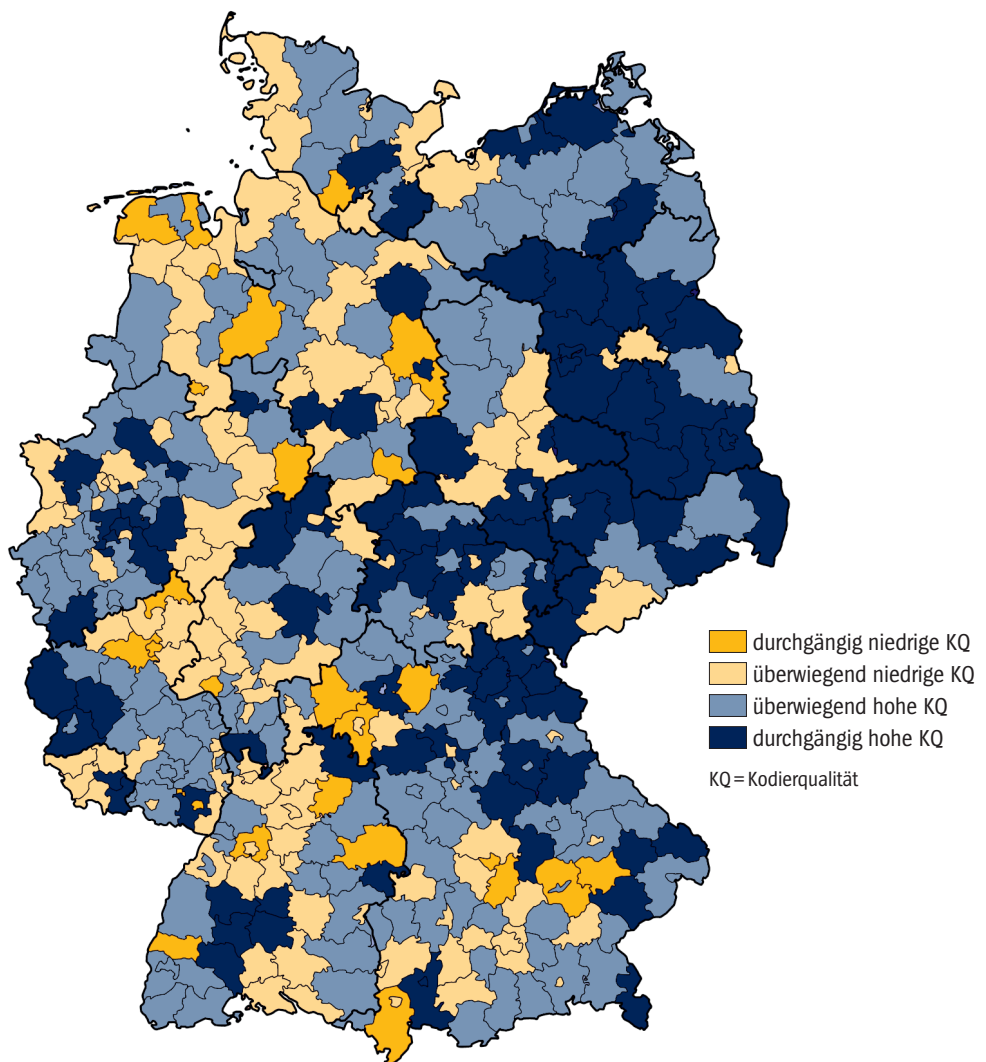 durchgängig niedrige KQ
überwiegend niedrige KQ
überwiegend hohe KQ
durchgängig hohe KQ
KQ = Kodierqualität